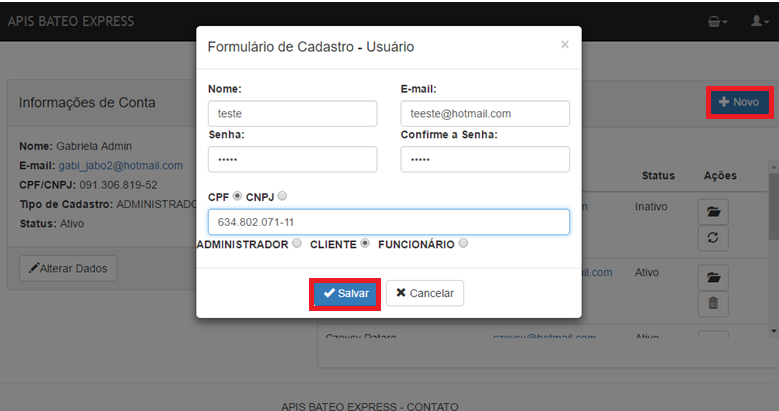 APIS BATEO EXPRESS
Formulário de Cadastro - Usuário ×
Nome: E-mail:
teste teeste@hotmail.com
Senha: Confirme a Senha:
••••• •••••
CPF CNPJ
634.802.071-11
ADMINISTRADOR CLIENTE FUNCIONÁRIO
Salvar Cancelar
Informações de Conta
Nome: Gabriela Admin
E-mail: gabi_jabo2@hotmail.com
CPF/CNPJ: 091.306.819-52
Tipo de Cadastro: ADMINISTRADO
Status: Ativo
Alterar Dados
Novo
Status Ações
Inativo
il.com Ativo
czeusy@hotmail.com Ativo
APIS BATEO EXPRESS - CONTATO